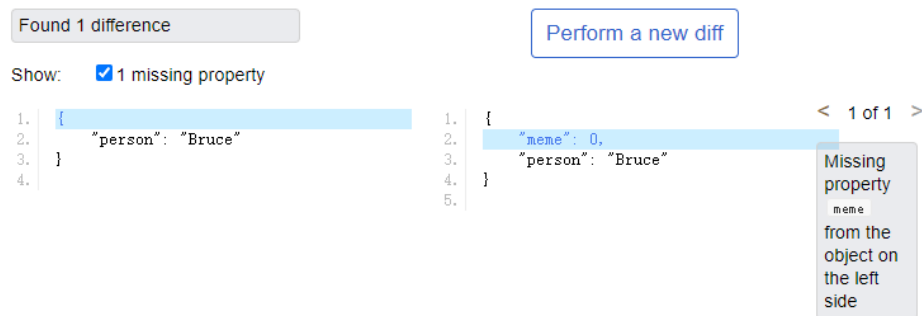 Found 1 difference
Perform a new diff
Show: 1 missing property
< 1 of 1 >
1. {
2. "person": "Bruce"
3. }
4.
1. {
2. "meme": 0,
3. "person": "Bruce"
4. }
5.
Missing
property
meme
from the
object on
the left
side